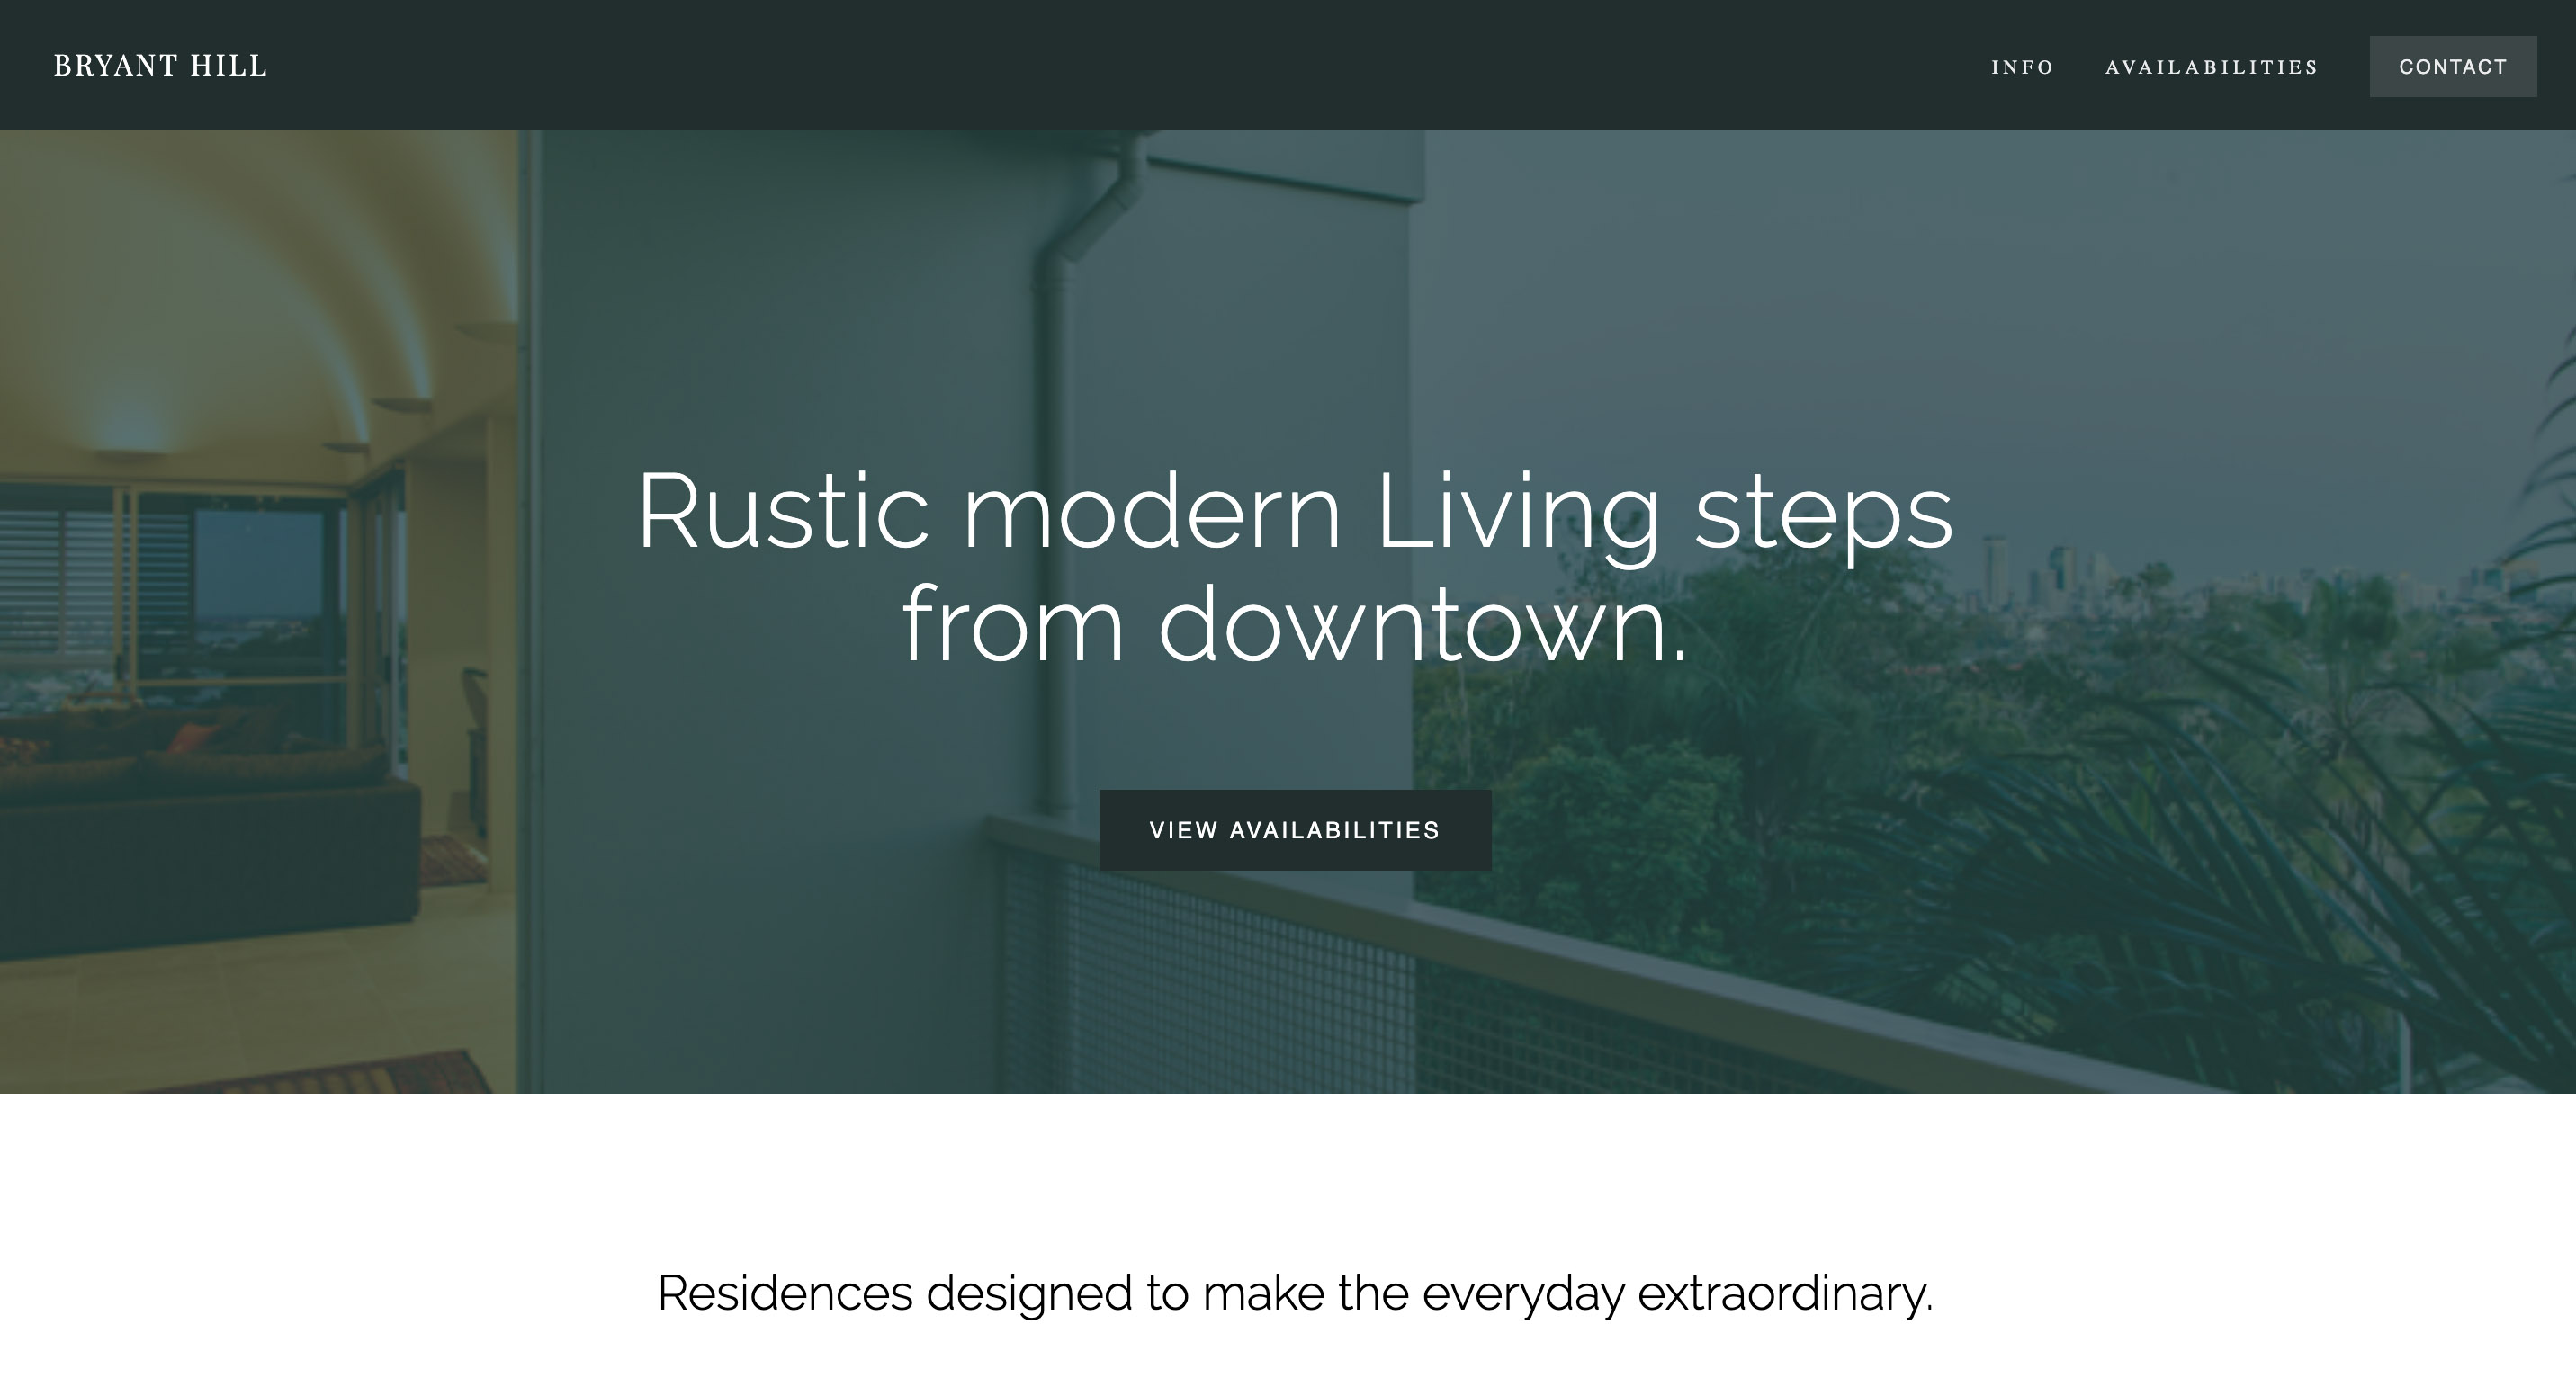 BRYANT HILL
INFO
AVAILABILITIES
CONTACT
Rustic modern Living steps
from downtown.
VIEW AVAILABILITIES
Residences designed to make the everyday extraordinary.